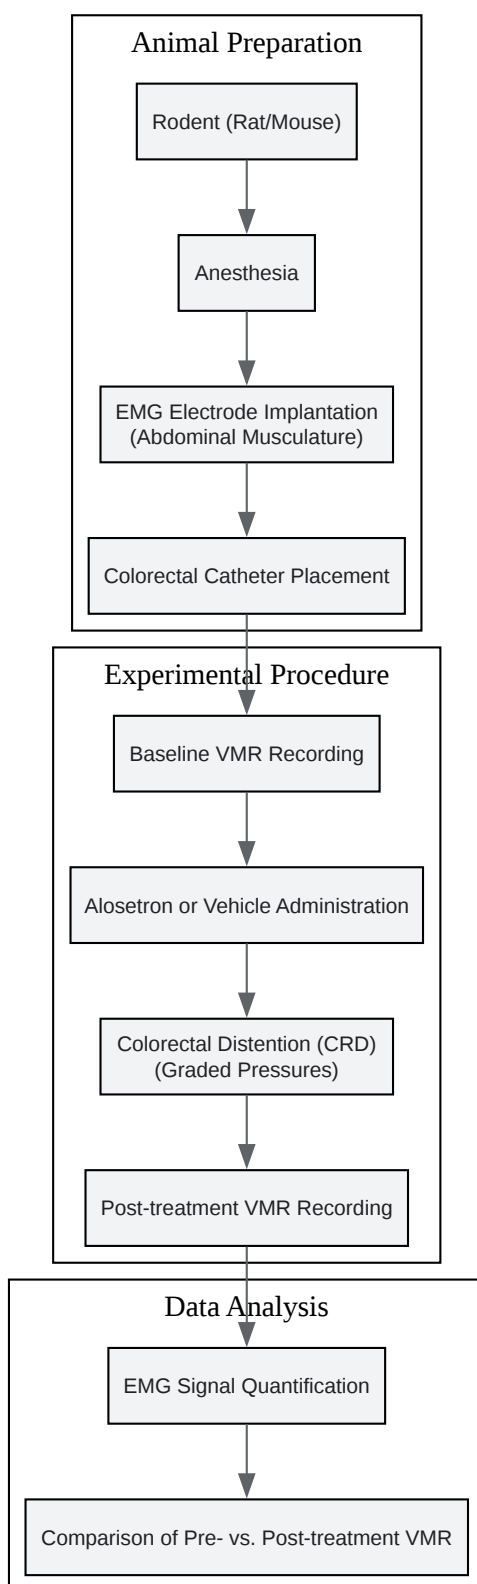 Animal Preparation
Rodent (Rat/Mouse)
Anesthesia
EMG Electrode Implantation
(Abdominal Musculature)
Colorectal Catheter Placement
Experimental Procedure
Baseline VMR Recording
Alosetron or Vehicle Administration
Colorectal Distention (CRD)
(Graded Pressures)
Post-treatment VMR Recording
Data Analysis
EMG Signal Quantification
Comparison of Pre- vs. Post-treatment VMR